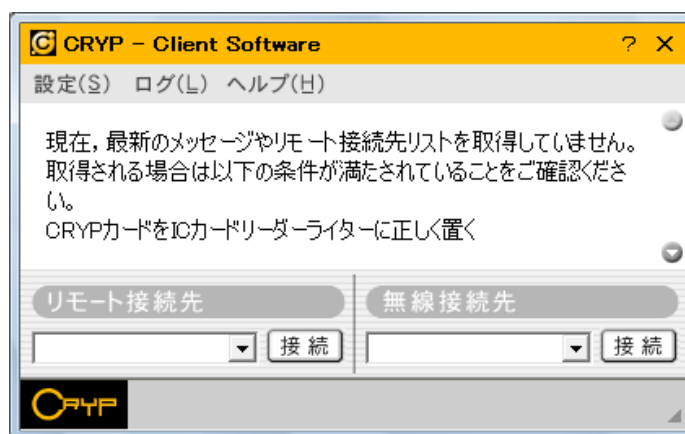 CRYP - Client Software
設定(S) ログ(L) ヘルプ(H)
現在，最新のメッセージやリモート接続先リストを取得していません。
取得される場合は以下の条件が満たされていることをご確認くださ
い。
CRYPカードをICカードリーダーライターに正しく置く
リモート接続先 無線接続先
接続 接続
CRYP